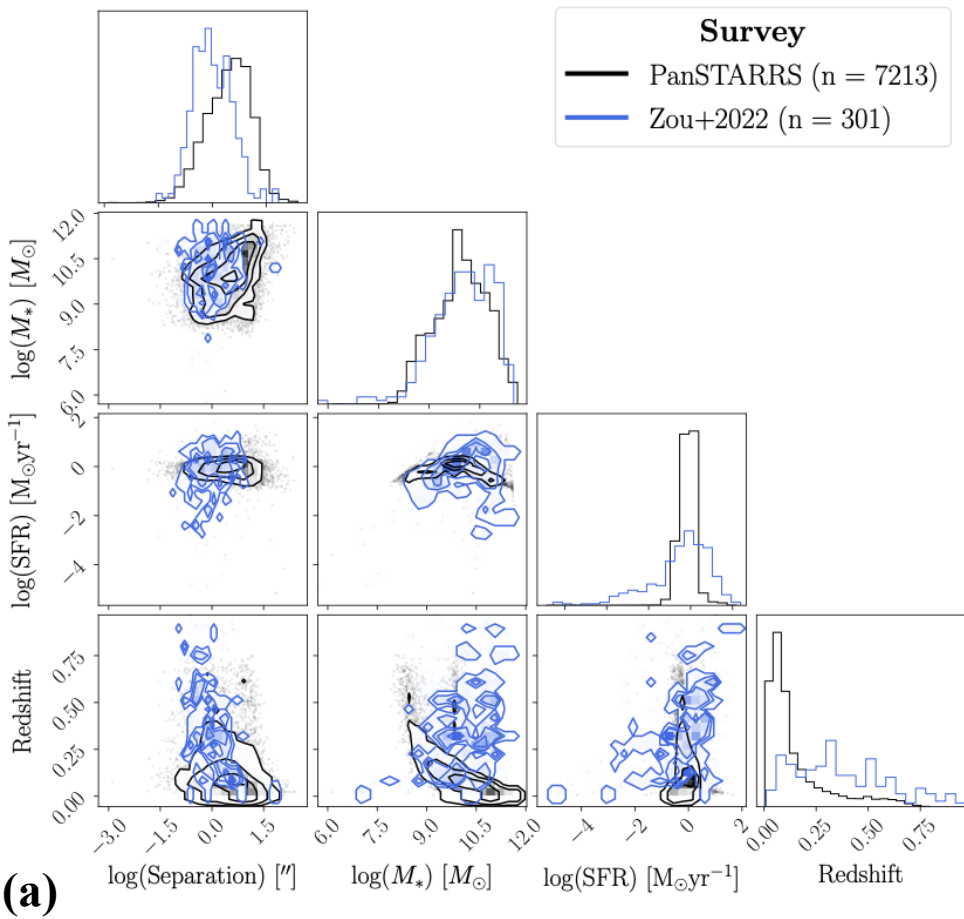 Survey
PanSTARRS (n = 7213)
Zou+2022 (n = 301)
log(M∗) [M⊙]
12.0
10.5
9.0
7.5
6.0
log(SFR) [M⊙yr⁻¹]
2
0
−2
−4
Redshift
0.75
0.50
0.25
0.00
−3.0 −1.5 0.0 1.5
6.0 7.5 9.0 10.5 12.0
−4 −2 0 2
0.00 0.25 0.50 0.75
log(Separation) [″] log(M∗) [M⊙] log(SFR) [M⊙yr⁻¹] Redshift
(a)